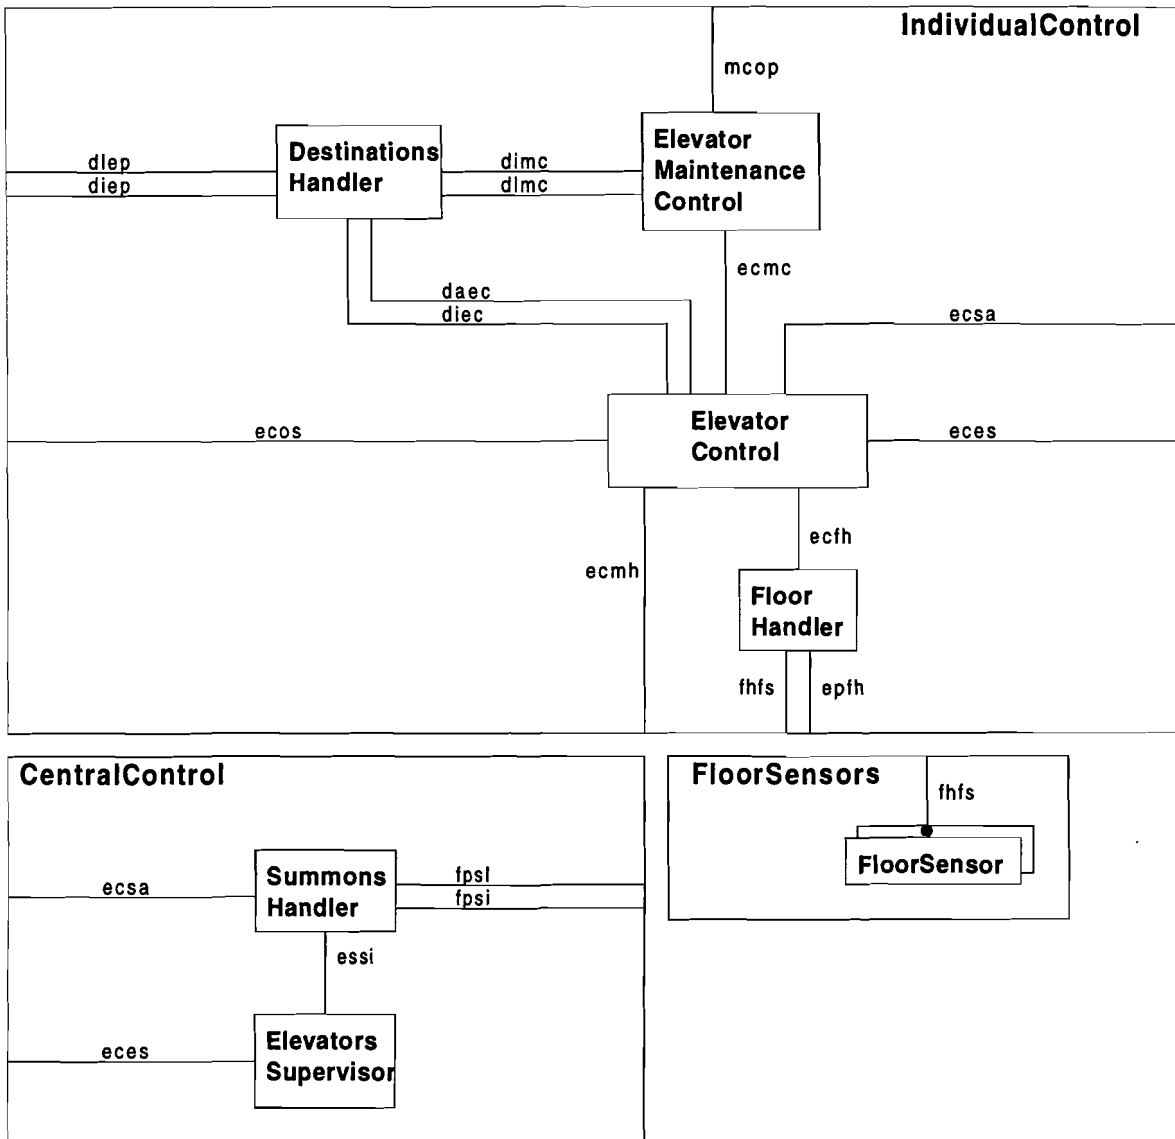 IndividualControl
mcop
Destinations
Handler
Elevator
Maintenance
Control
dlep
diep
dimc
dlmc
ecmc
daec
diec
ecsa
Elevator
Control
ecos
eces
ecfh
ecmh
Floor
Handler
fhfs
epfh
CentralControl
FloorSensors
fhfs
FloorSensor
Summons
Handler
ecsa
fpsl
fpsi
essi
Elevators
Supervisor
eces